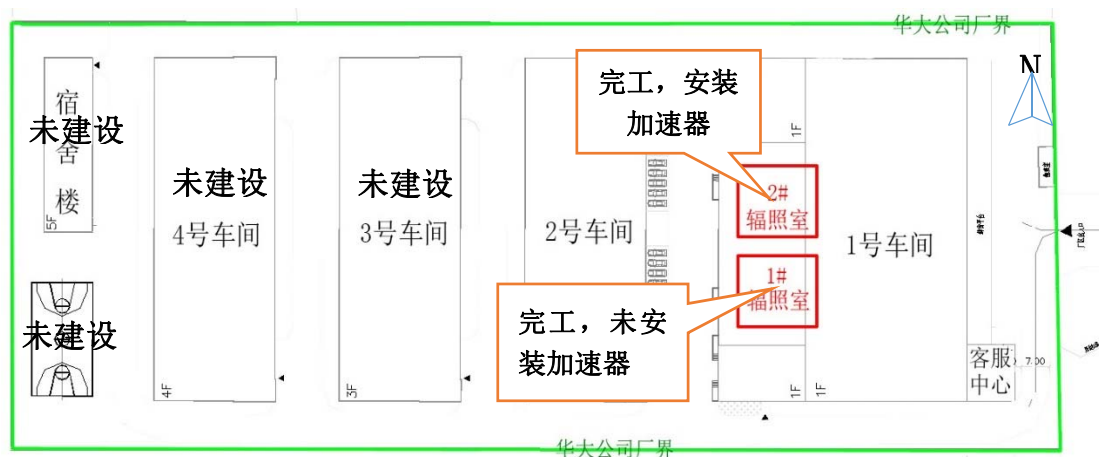 华大公司厂界
N
完工，安装
加速器
宿
舍
楼
未建设
5F
未建设
4号车间
4F
未建设
3号车间
3F
2号车间
1F
2#
辐照室
1#
辐照室
1号车间
完工，未安
装加速器
未建设
1F
1F
客服
中心
7.00
华大公司厂界